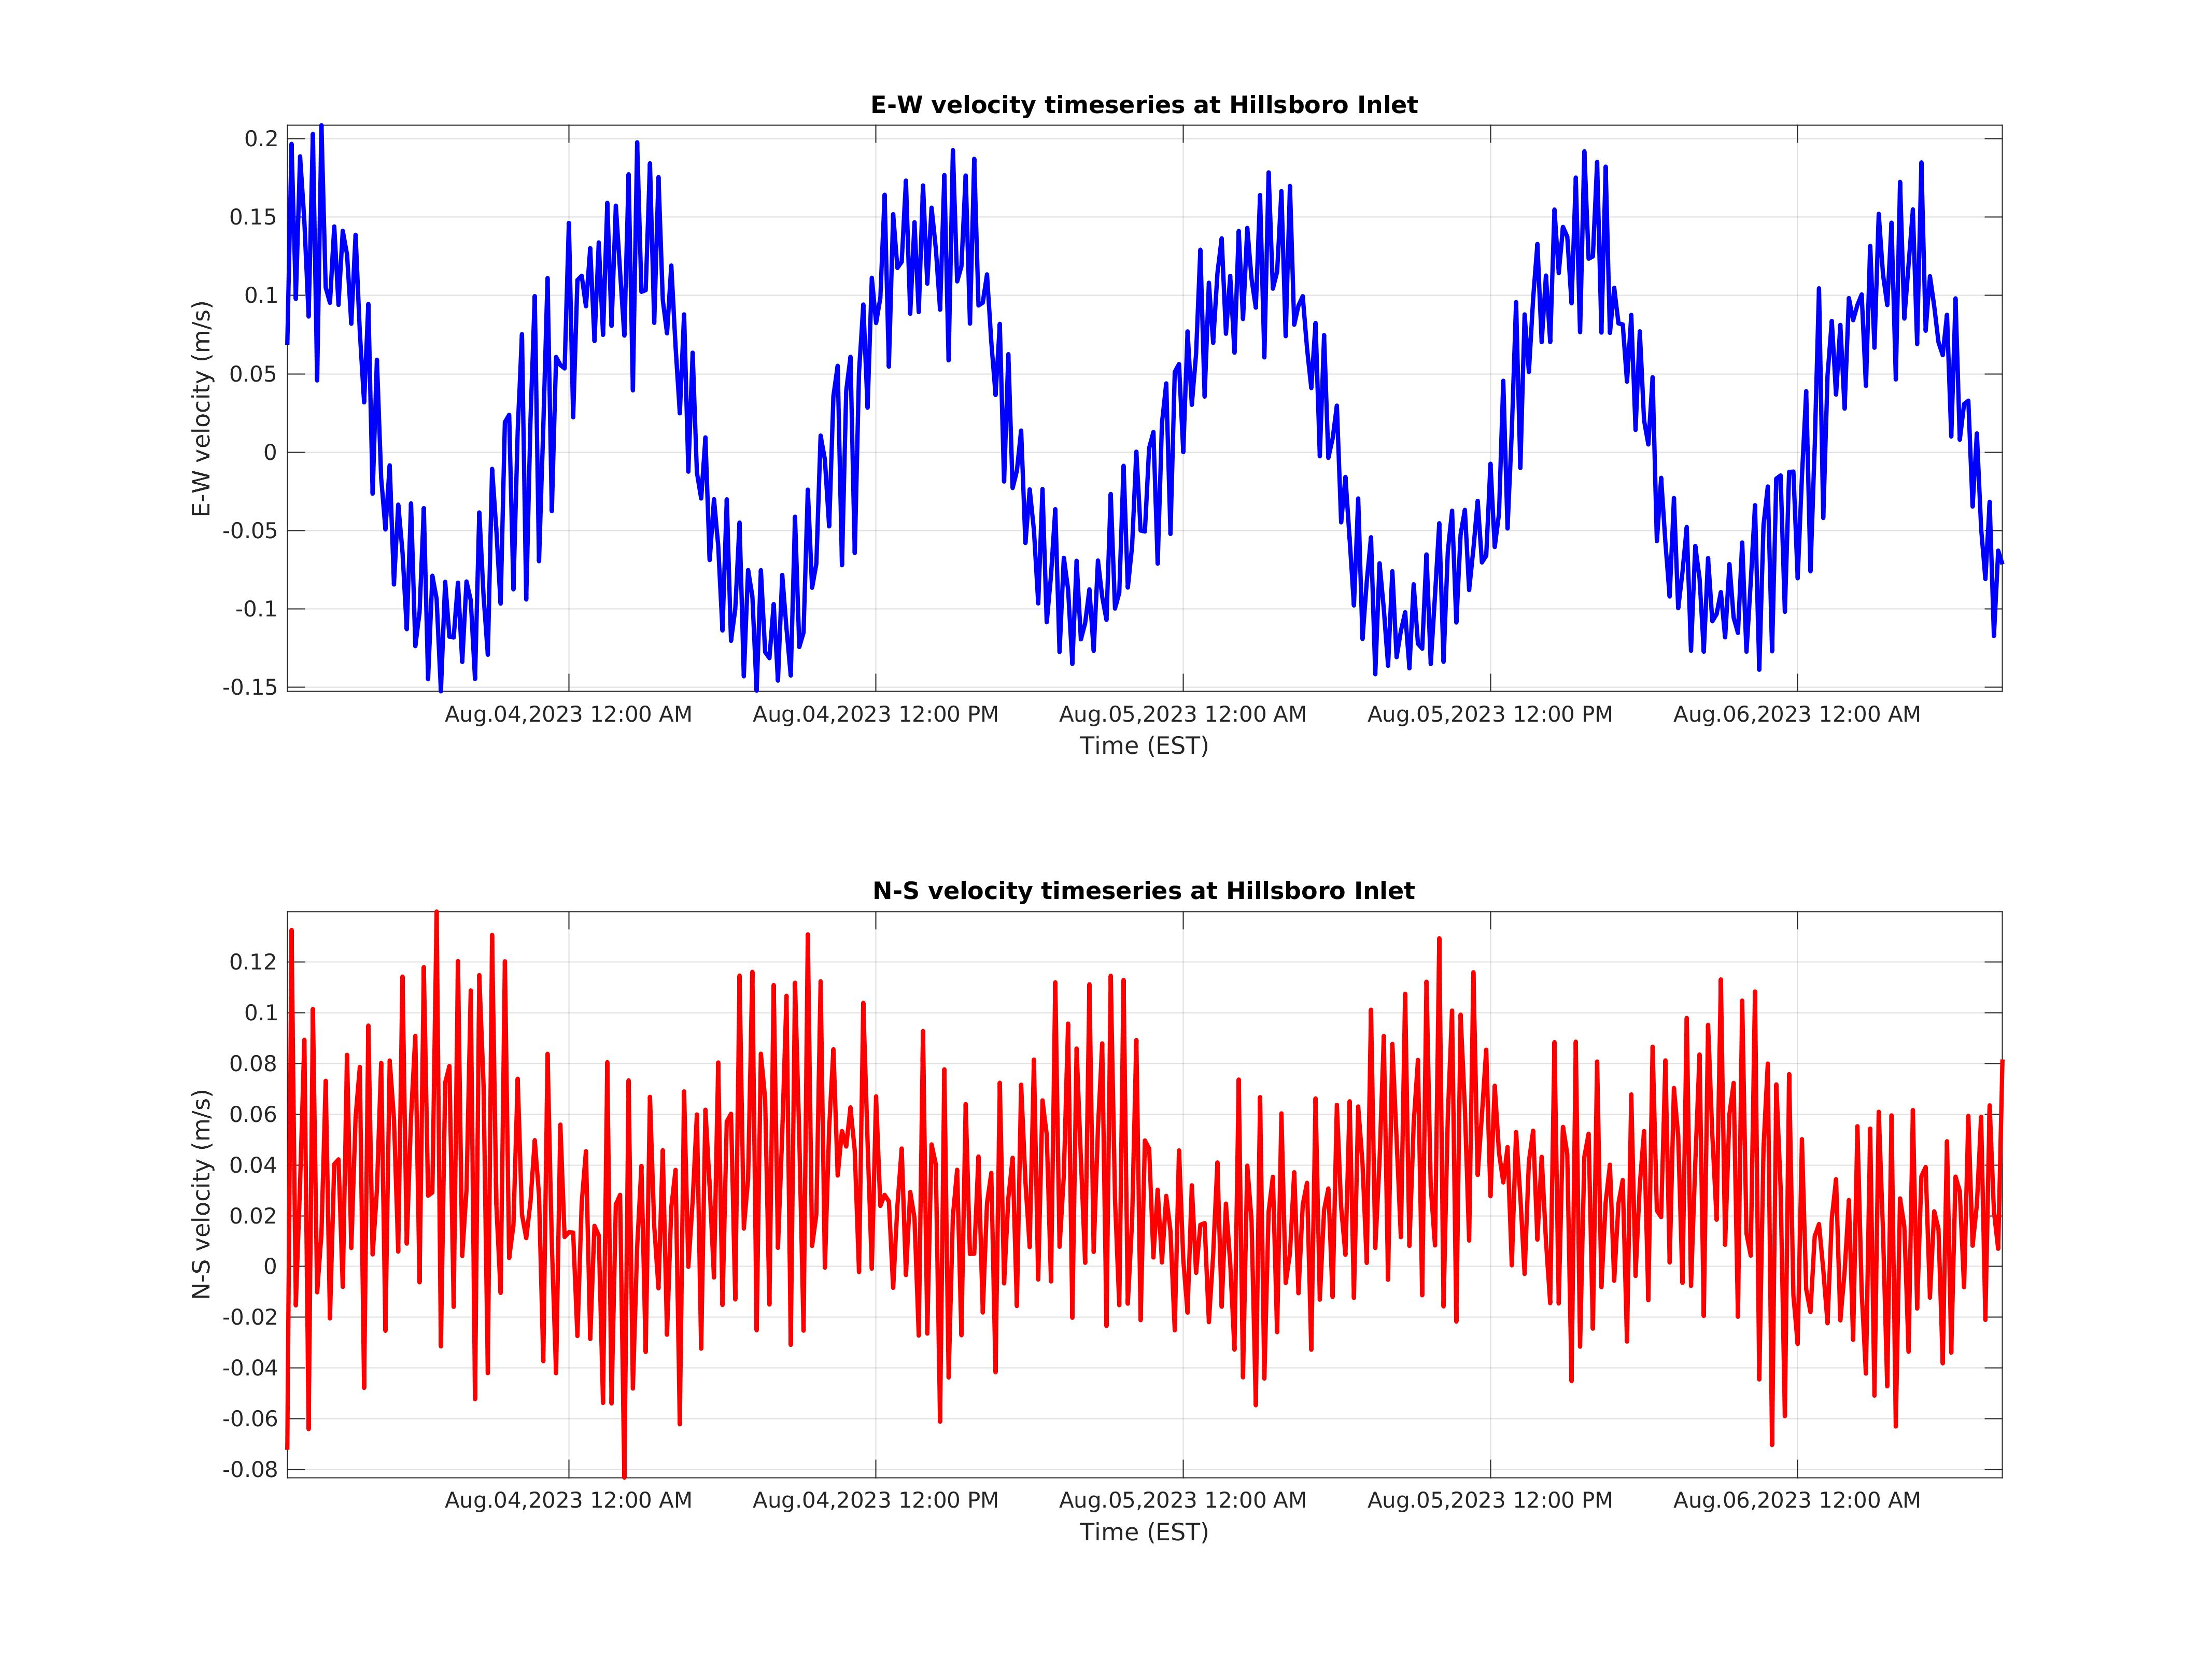 E-W velocity timeseries at Hillsboro Inlet
E-W velocity (m/s)
0.2
0.15
0.1
0.05
0
-0.05
-0.1
-0.15
Aug.04,2023 12:00 AM
Aug.04,2023 12:00 PM
Aug.05,2023 12:00 AM
Aug.05,2023 12:00 PM
Aug.06,2023 12:00 AM
Time (EST)
N-S velocity timeseries at Hillsboro Inlet
N-S velocity (m/s)
0.12
0.1
0.08
0.06
0.04
0.02
0
-0.02
-0.04
-0.06
-0.08
Aug.04,2023 12:00 AM
Aug.04,2023 12:00 PM
Aug.05,2023 12:00 AM
Aug.05,2023 12:00 PM
Aug.06,2023 12:00 AM
Time (EST)